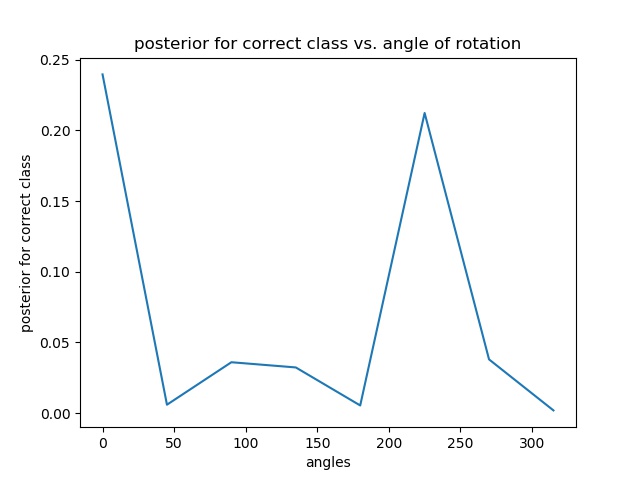 posterior for correct class vs. angle of rotation
posterior for correct class
0.25
0.20
0.15
0.10
0.05
0.00
0 50 100 150 200 250 300
angles